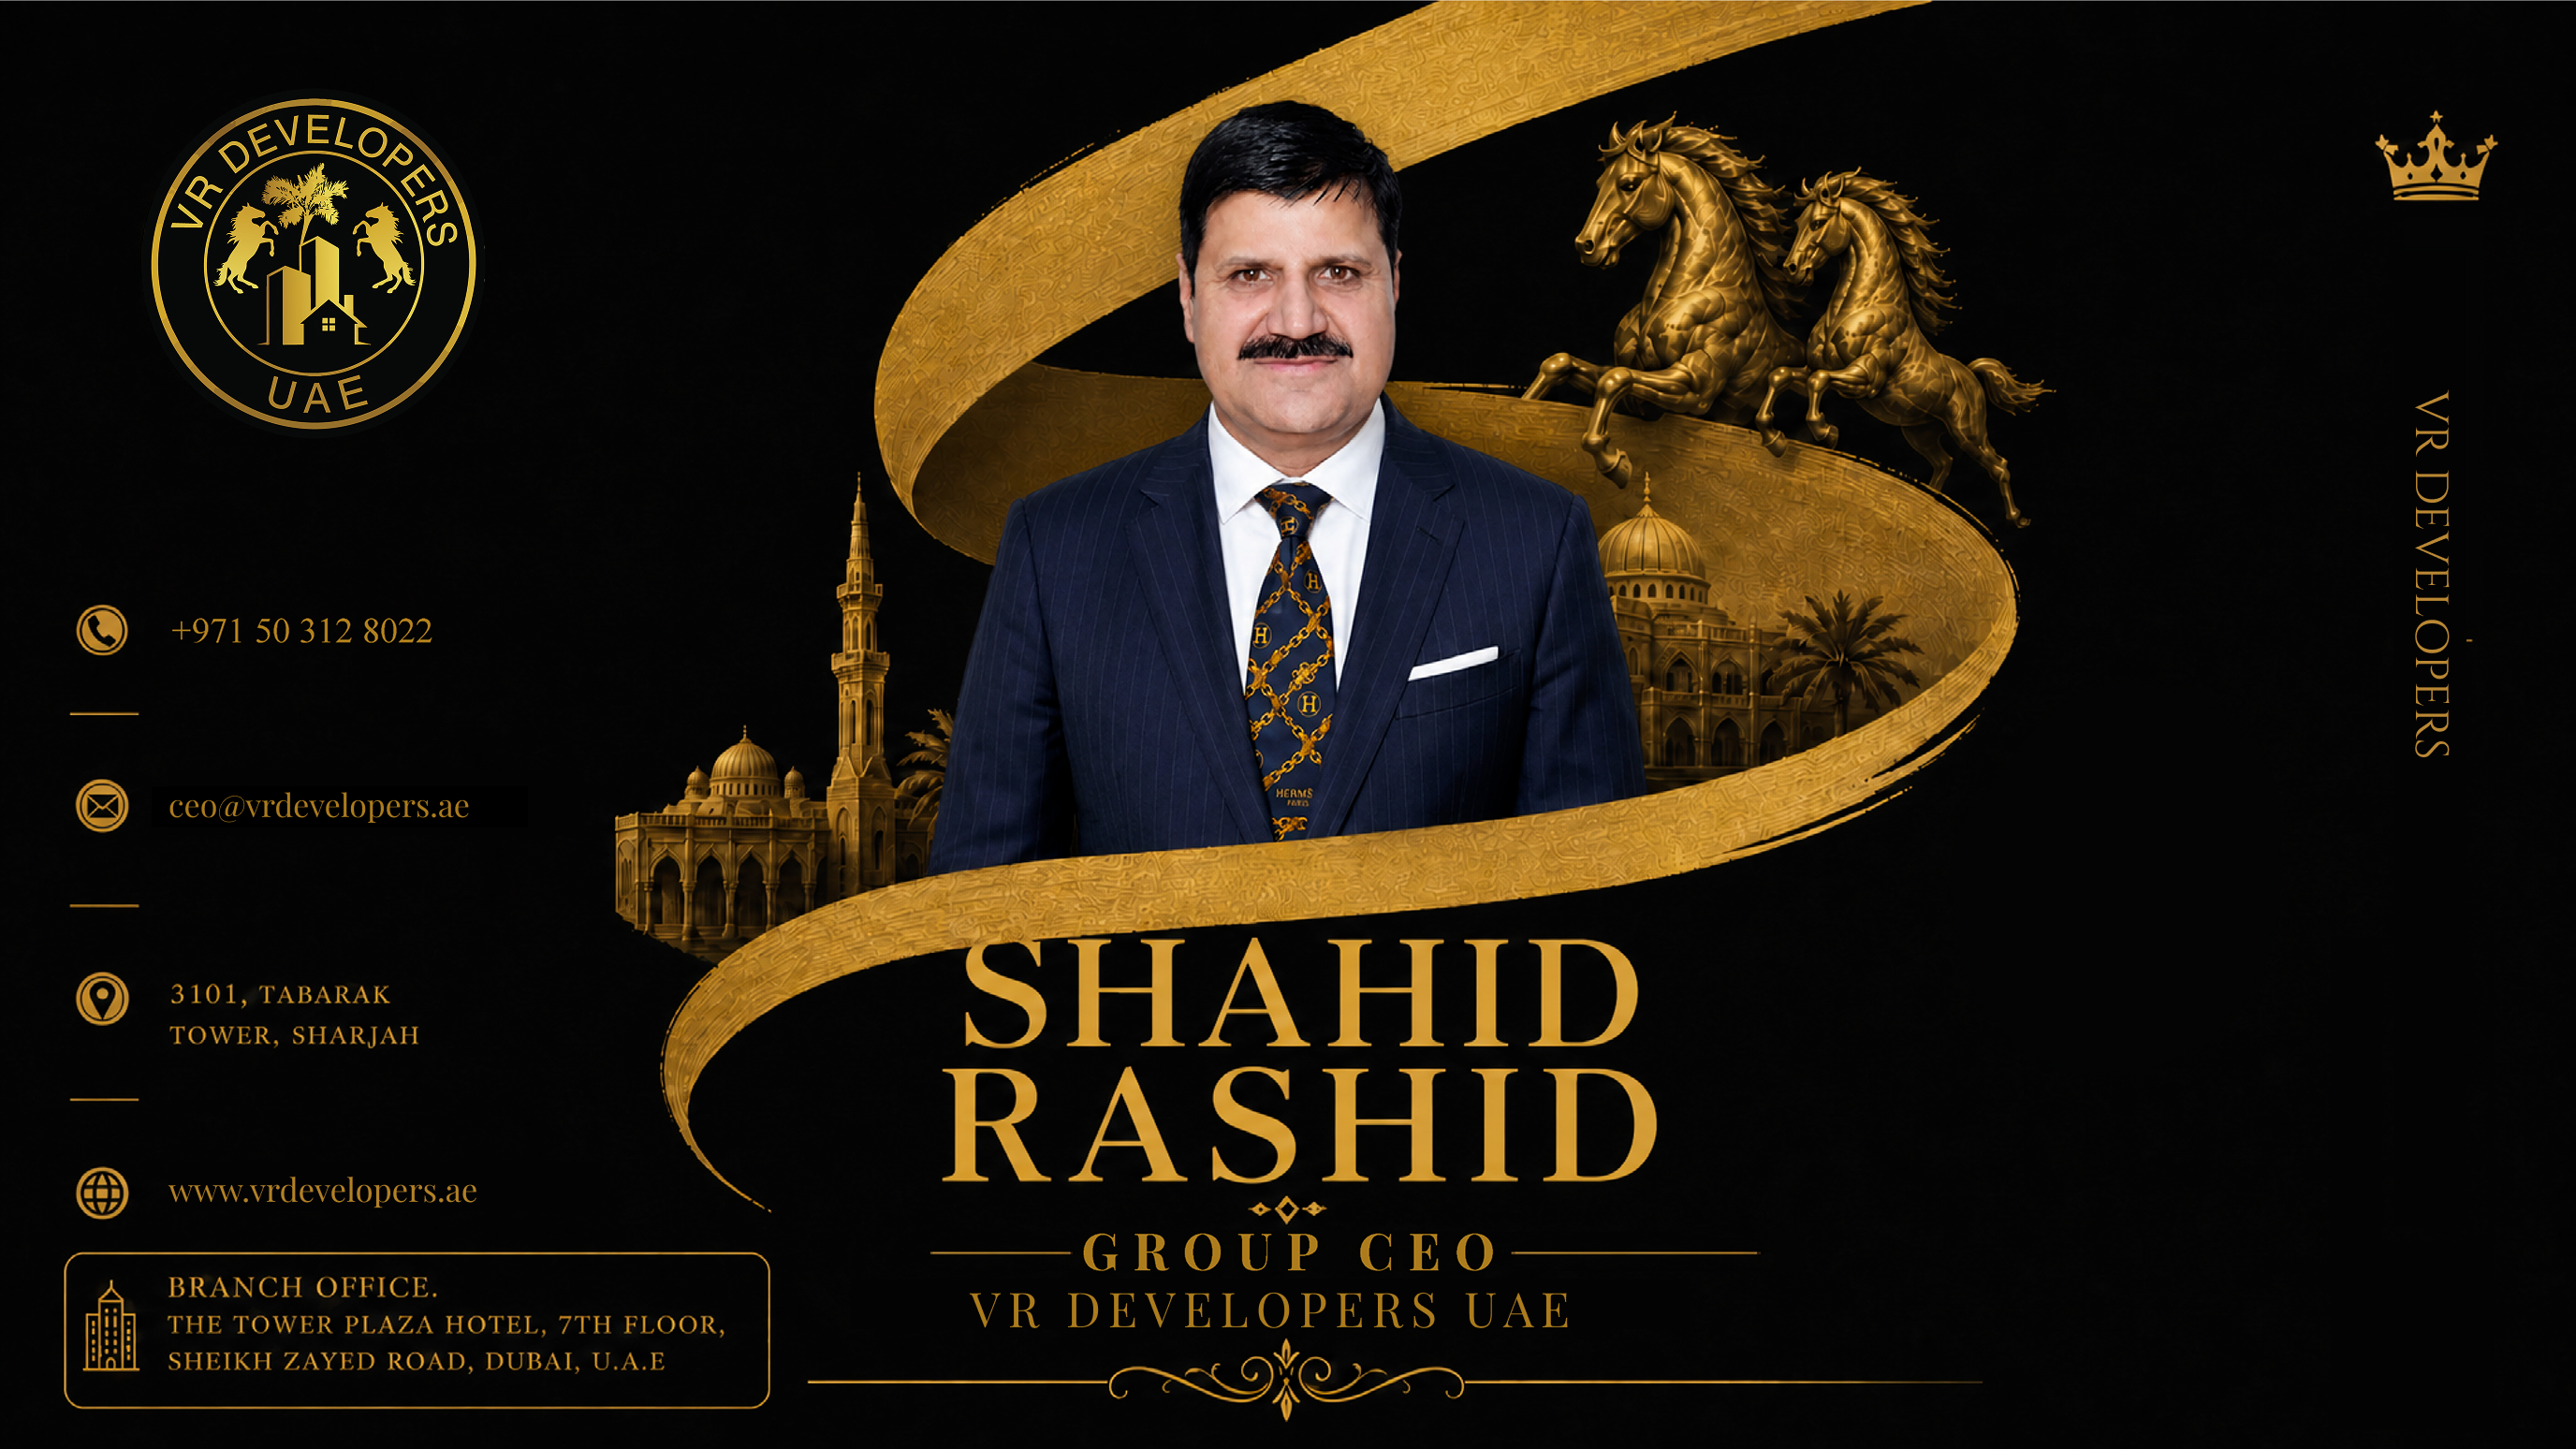 VR DEVELOPERS
UAE
+971 50 312 8022
ceo@vrdevelopers.ae
3101, TABARAK
TOWER, SHARJAH
www.vrdevelopers.ae
BRANCH OFFICE.
THE TOWER PLAZA HOTEL, 7TH FLOOR,
SHEIKH ZAYED ROAD, DUBAI, U.A.E
H
H
H
HERMS
PARIS
SHAHID
RASHID
GROUP CEO
VR DEVELOPERS UAE
VR DEVELOPERS